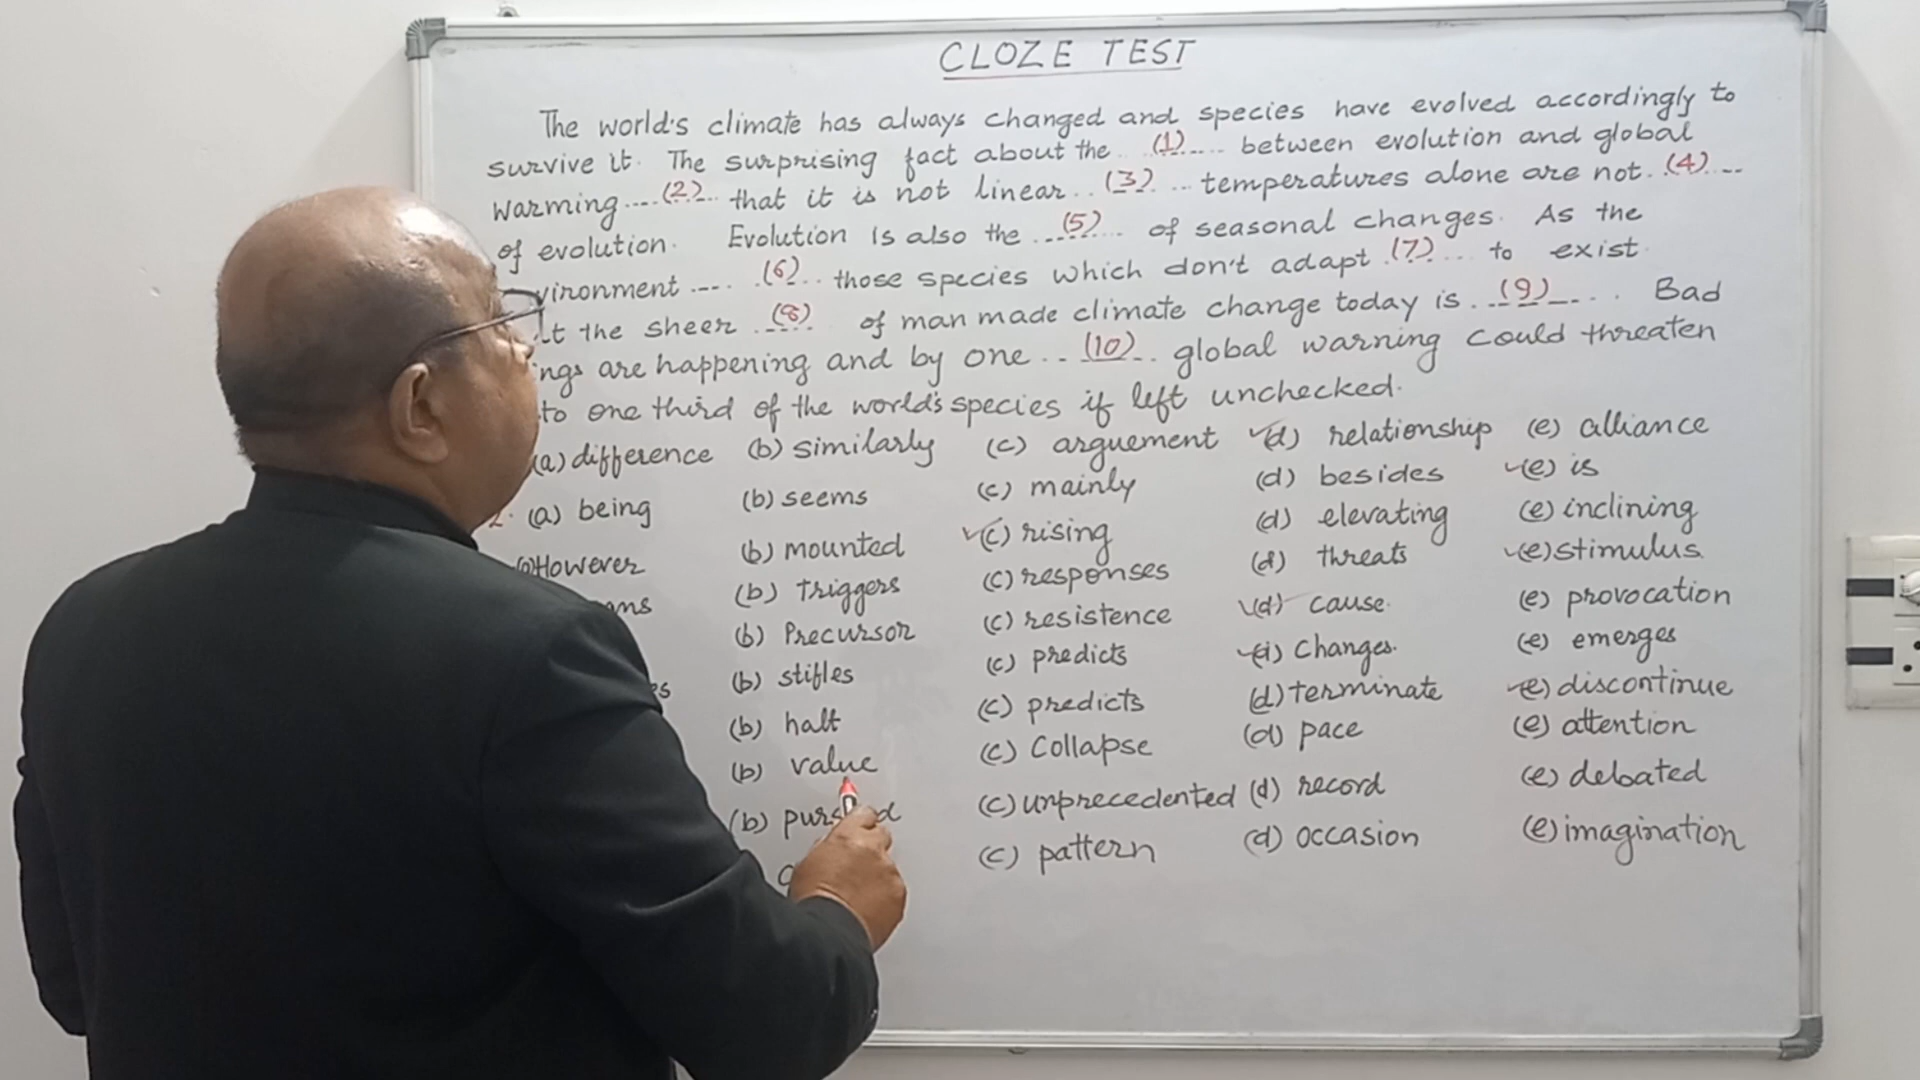 CLOZE TEST
The world's climate has always changed and species have evolved accordingly to
survive it. The surprising fact about the (1) between evolution and global
warming (2) that it is not linear (3) temperatures alone are not (4)
of evolution. Evolution is also the (5) of seasonal changes. As the
vironment (6) those species which don't adapt (7) to exist
the sheer (8) of man made climate change today is (9). Bad
ngs are happening and by one (10) global warning could threaten
to one third of the world's species if left unchecked.
(a) difference (b) similarly (c) arguement (d) relationship (e) alliance
2. (a) being (b) seems (c) mainly (d) besides (e) is
(a) However (b) mounted (c) rising (d) elevating (e) inclining
(b) Triggers (c) responses (d) threats (e) stimulus
(b) Precursor (c) resistence (d) cause (e) provocation
(b) stifles (c) predicts (d) Changes. (e) emerges
(b) halt (c) predicts (d) terminate (e) discontinue
(b) value (c) Collapse (d) pace (e) attention
(b) (c) unprecedented (d) record (e) debated
(c) pattern (d) occasion (e) imagination